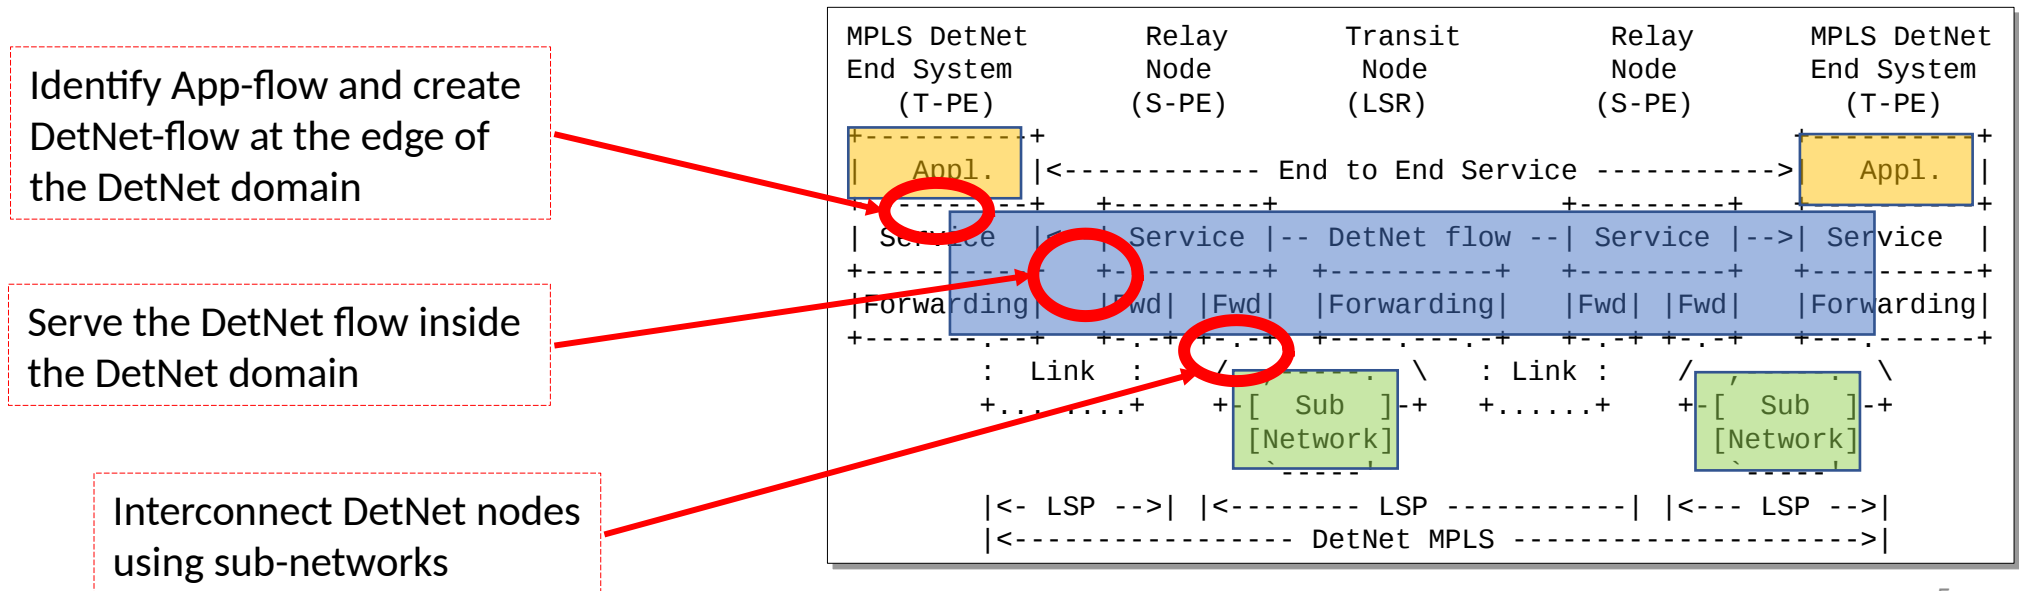 Identify App-flow and create
DetNet-flow at the edge of
the DetNet domain
Serve the DetNet flow inside
the DetNet domain
Interconnect DetNet nodes
using sub-networks
MPLS DetNet Relay Transit Relay MPLS DetNet
End System Node Node Node End System
(T-PE) (S-PE) (LSR) (S-PE) (T-PE)
+----------+ +----------+
| Appl. |<------------ End to End Service ----------->| Appl. |
+----------+ +---------+ +---------+ +----------+
| Service |<--| Service |-- DetNet flow --| Service |-->| Service |
+----------+ +---------+ +----------+ +---------+ +----------+
|Forwarding| |Fwd| |Fwd| |Forwarding| |Fwd| |Fwd| |Forwarding|
+-------.--+ +-.-+ +-.-+ +----.---.-+ +-.-+ +-.-+ +---.------+
: Link : / ,-----. \ : Link : / ,-----. \
+........+ +-[ Sub ]-+ +......+ +-[ Sub ]-+
[Network] [Network]
`-----' `-----'
|<- LSP -->| |<-------- LSP -----------| |<--- LSP -->|
|<----------------- DetNet MPLS --------------------->|